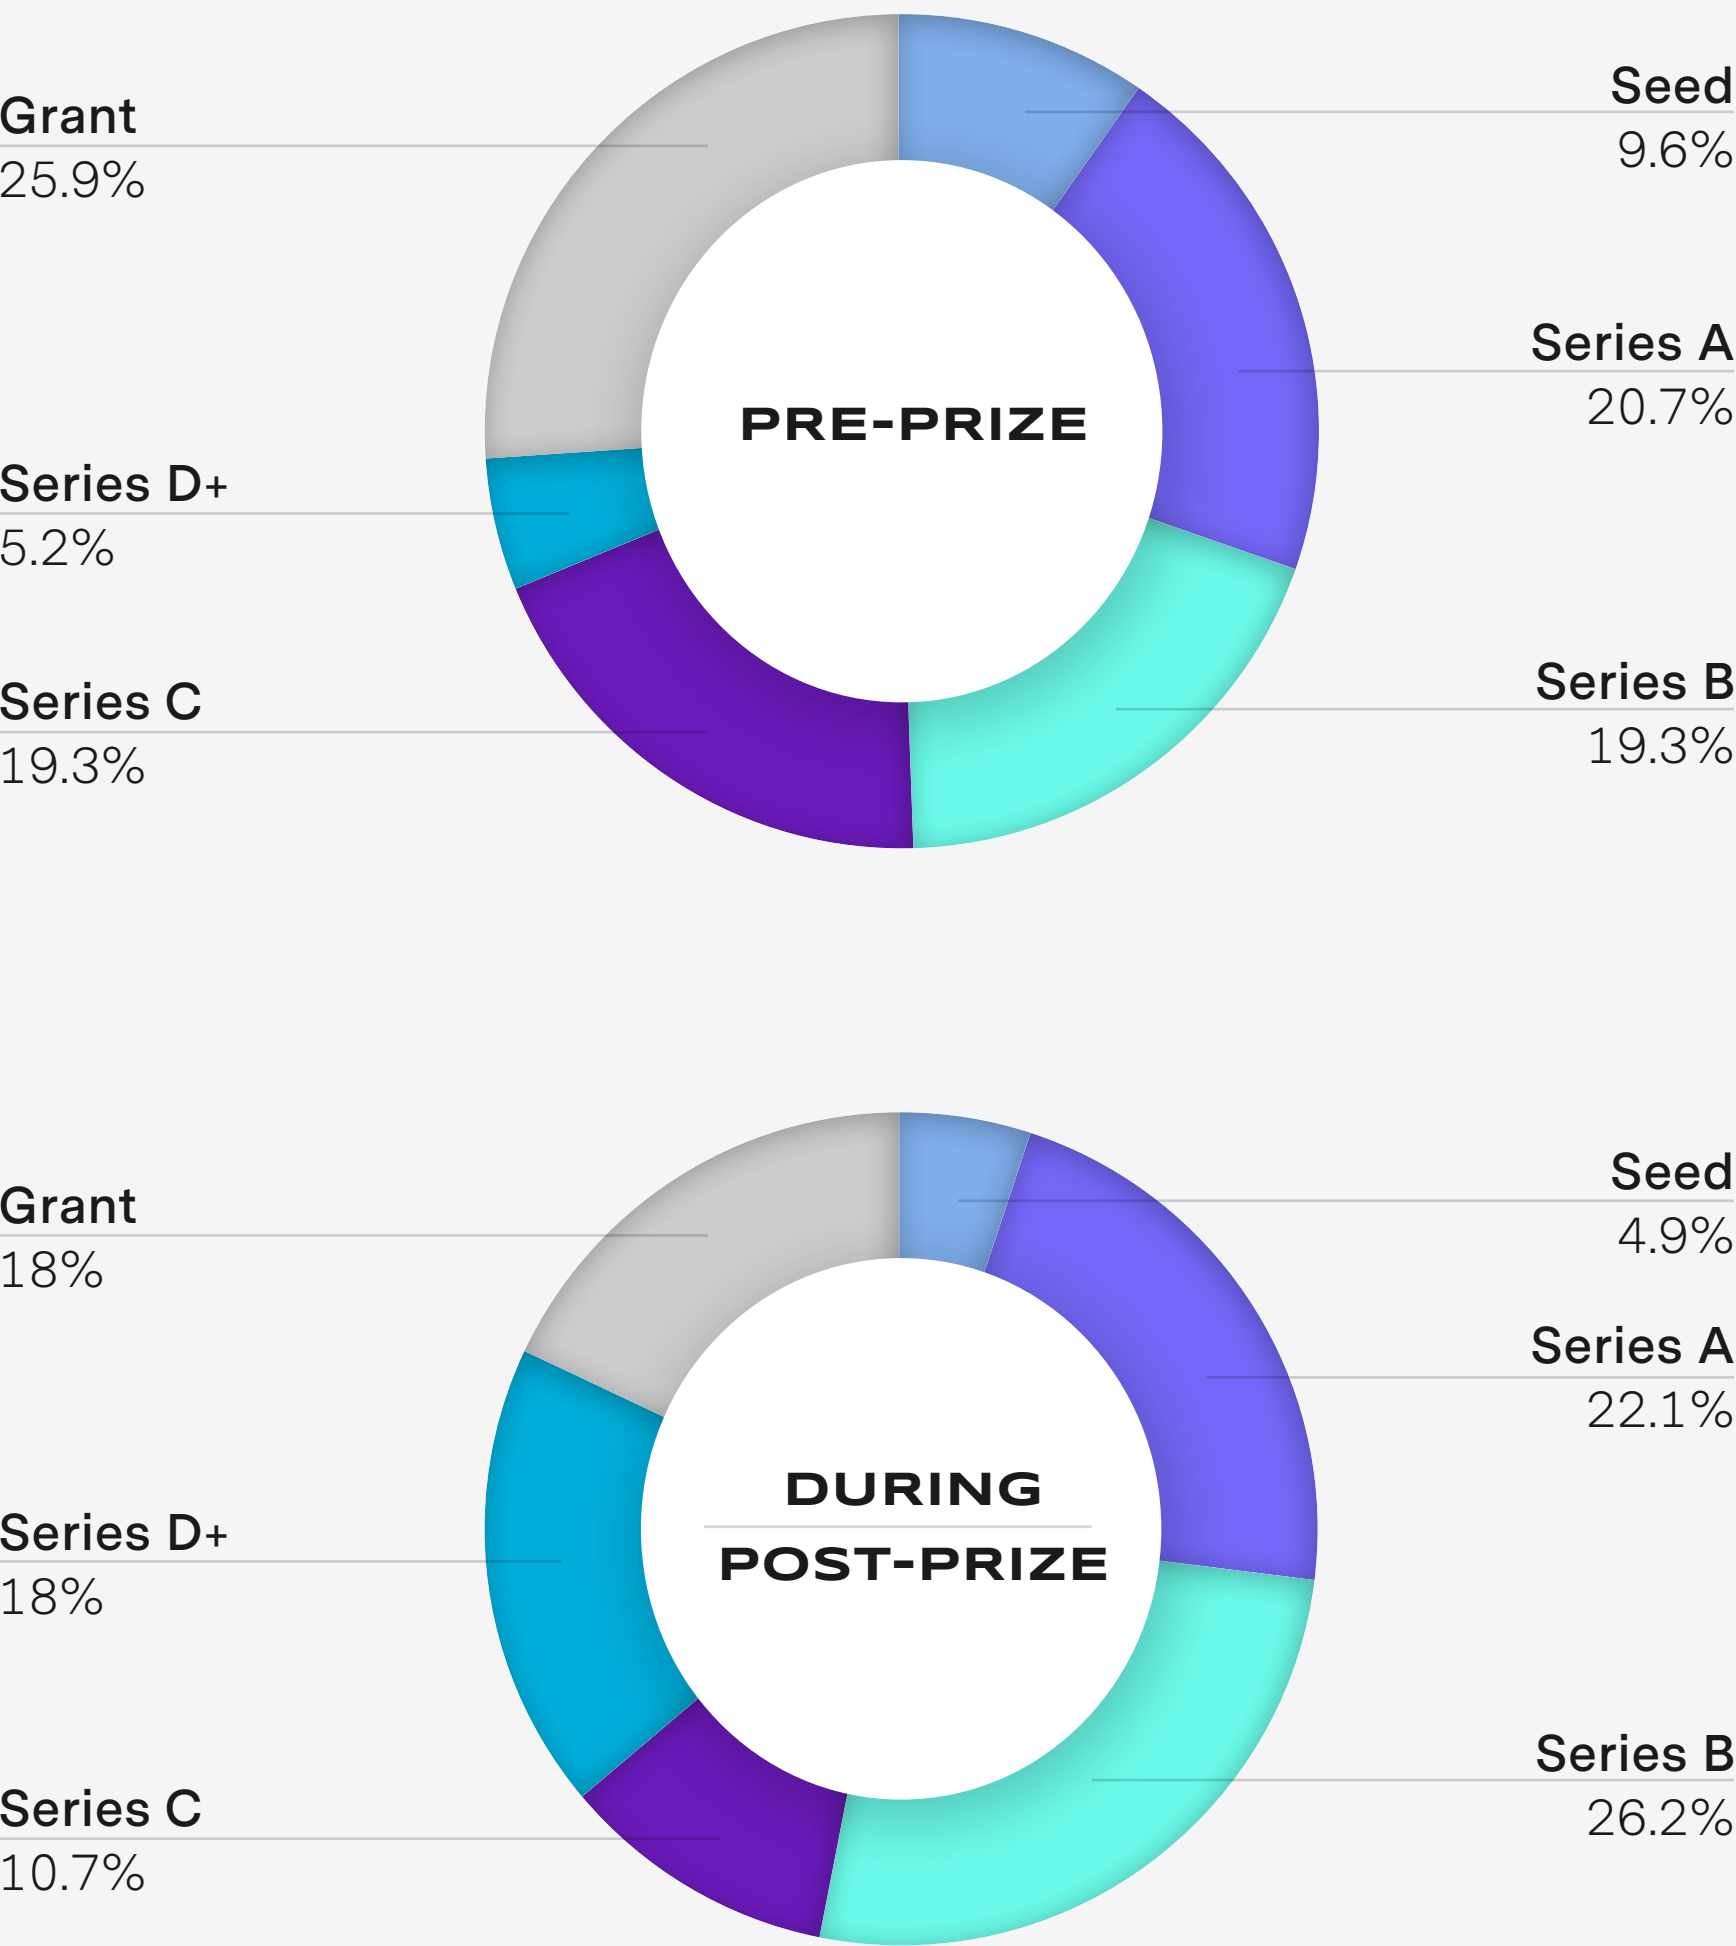 Grant
25.9%
Series D+
5.2%
Series C
19.3%
PRE-PRIZE
Seed
9.6%
Series A
20.7%
Series B
19.3%
Grant
18%
Series D+
18%
Series C
10.7%
DURING
POST-PRIZE
Seed
4.9%
Series A
22.1%
Series B
26.2%